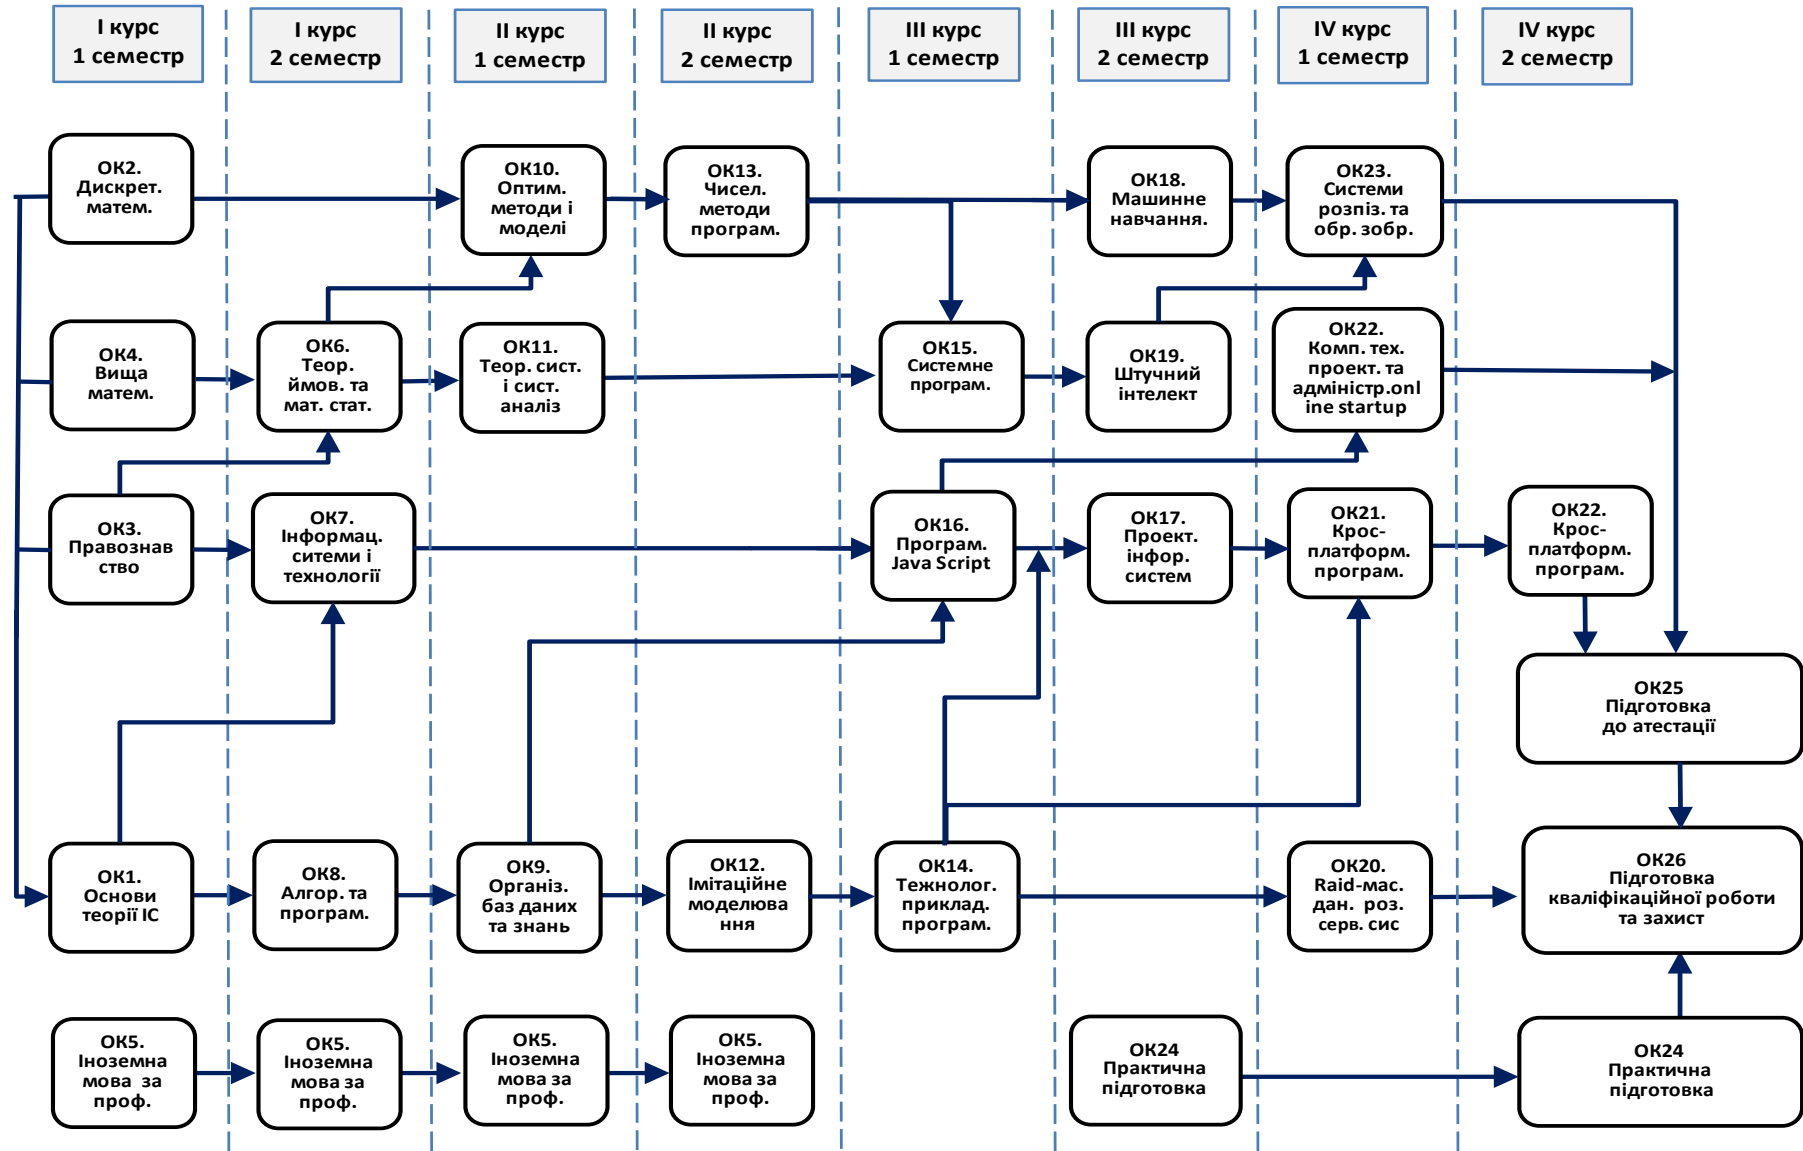 І курс
1 семестр
І курс
2 семестр
ІІ курс
1 семестр
ІІ курс
2 семестр
ІІІ курс
1 семестр
ІІІ курс
2 семестр
IV курс
1 семестр
IV курс
2 семестр
ОК2.
Дискрет.
матем.
ОК10.
Оптим.
методи і
моделі
ОК13.
Чисел.
методи
програм.
ОК18.
Машинне
навчання.
ОК23.
Системи
розпіз. та
обр. зобр.
ОК4.
Вища
матем.
ОК6.
Теор.
ймов. та
мат. стат.
ОК11.
Теор. сист.
і сист.
аналіз
ОК15.
Системне
програм.
ОК19.
Штучний
інтелект
ОК22.
Комп. тех.
проект. та
адміністр.onl
ine startup
ОК3.
Правознав
ство
ОК7.
Інформац.
ситеми і
технології
ОК16.
Програм.
Java Script
ОК17.
Проект.
інфор.
систем
ОК21.
Крос-
платформ.
програм.
ОК22.
Крос-
платформ.
програм.
ОК25
Підготовка
до атестації
ОК1.
Основи
теорії ІС
ОК8.
Алгор. та
програм.
ОК9.
Організ.
баз даних
та знань
ОК12.
Імітаційне
моделюва
ння
ОК14.
Тежнолог.
приклад.
програм.
ОК20.
Raid-мас.
дан. роз.
серв. сис
ОК26
Підготовка
кваліфікаційної роботи
та захист
ОК5.
Іноземна
мова за
проф.
ОК5.
Іноземна
мова за
проф.
ОК5.
Іноземна
мова за
проф.
ОК5.
Іноземна
мова за
проф.
ОК24
Практична
підготовка
ОК24
Практична
підготовка